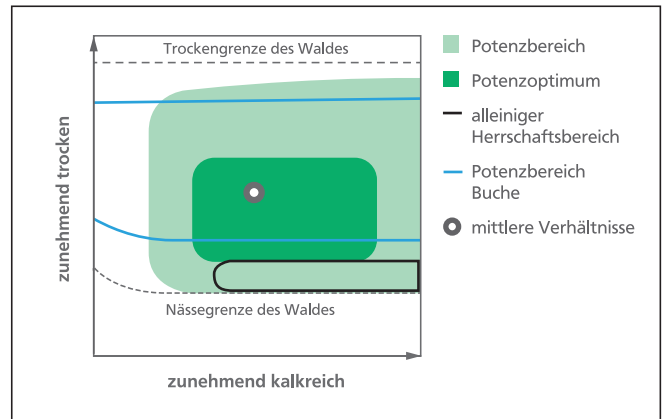 Trockengrenze des Waldes
zunehmend trocken
Nässegrenze des Waldes
zunehmend kalkreich
Potenzbereich
Potenzoptimum
alleiniger
Herrschaftsbereich
Potenzbereich
Buche
mittlere Verhältnisse